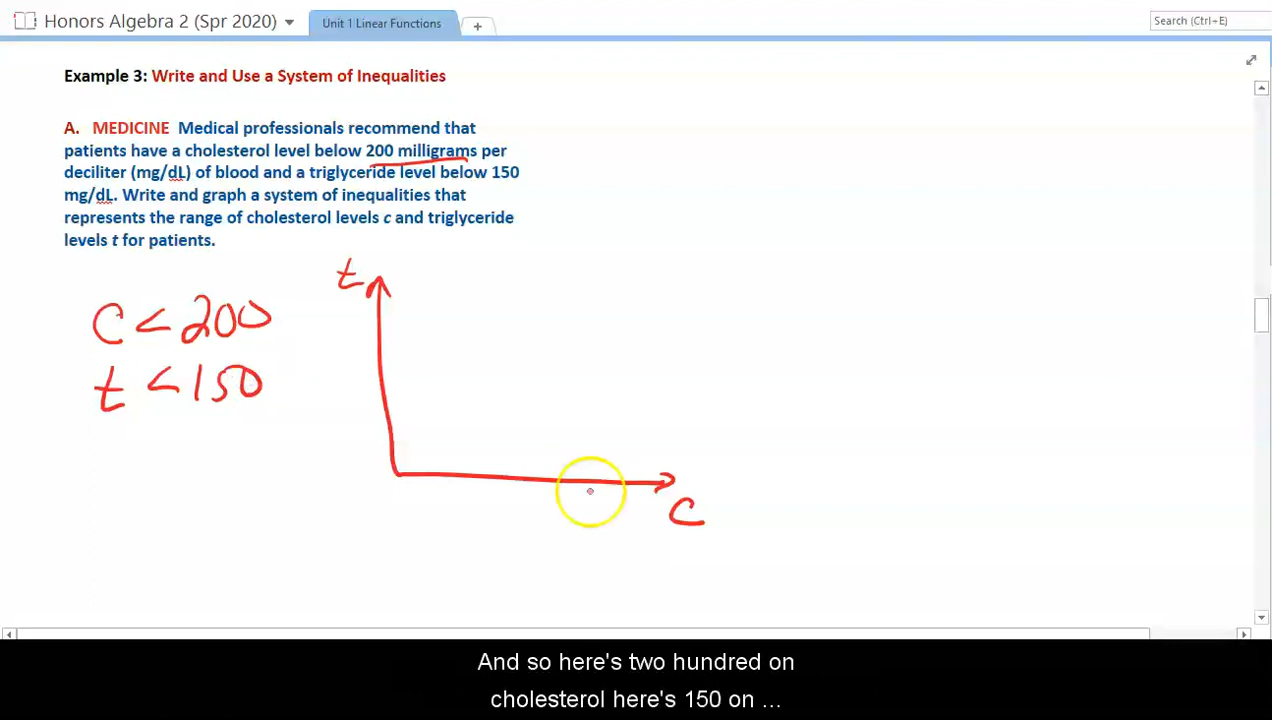 Honors Algebra 2 (Spr 2020)
Unit 1 Linear Functions
+
Search (Ctrl+E)
Example 3: Write and Use a System of Inequalities
A. MEDICINE Medical professionals recommend that
patients have a cholesterol level below 200 milligrams per
deciliter (mg/dL) of blood and a triglyceride level below 150
mg/dL. Write and graph a system of inequalities that
represents the range of cholesterol levels c and triglyceride
levels t for patients.
t
c < 200
t < 150
c
And so here's two hundred on
cholesterol here's 150 on ...